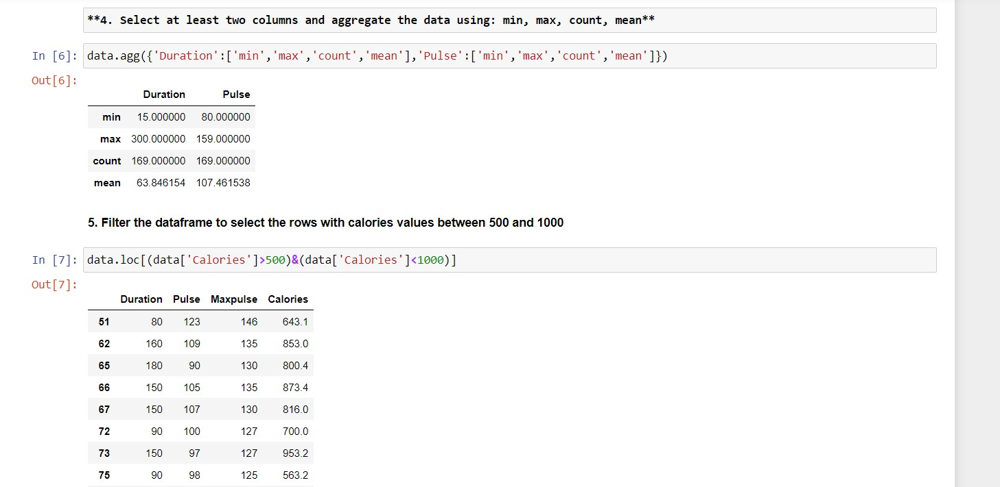 **4. Select at least two columns and aggregate the data using: min, max, count, mean**
In [6]: data.agg({'Duration':['min','max','count','mean'],'Pulse':['min','max','count','mean']})
Out[6]:
Duration Pulse
min 15.000000 80.000000
max 300.000000 159.000000
count 169.000000 169.000000
mean 63.846154 107.461538
5. Filter the dataframe to select the rows with calories values between 500 and 1000
In [7]: data.loc[(data['Calories']>500)&(data['Calories']<1000)]
Out[7]:
Duration Pulse Maxpulse Calories
51 80 123 146 643.1
62 160 109 135 853.0
65 180 90 130 800.4
66 150 105 135 873.4
67 150 107 130 816.0
72 90 100 127 700.0
73 150 97 127 953.2
75 90 98 125 563.2